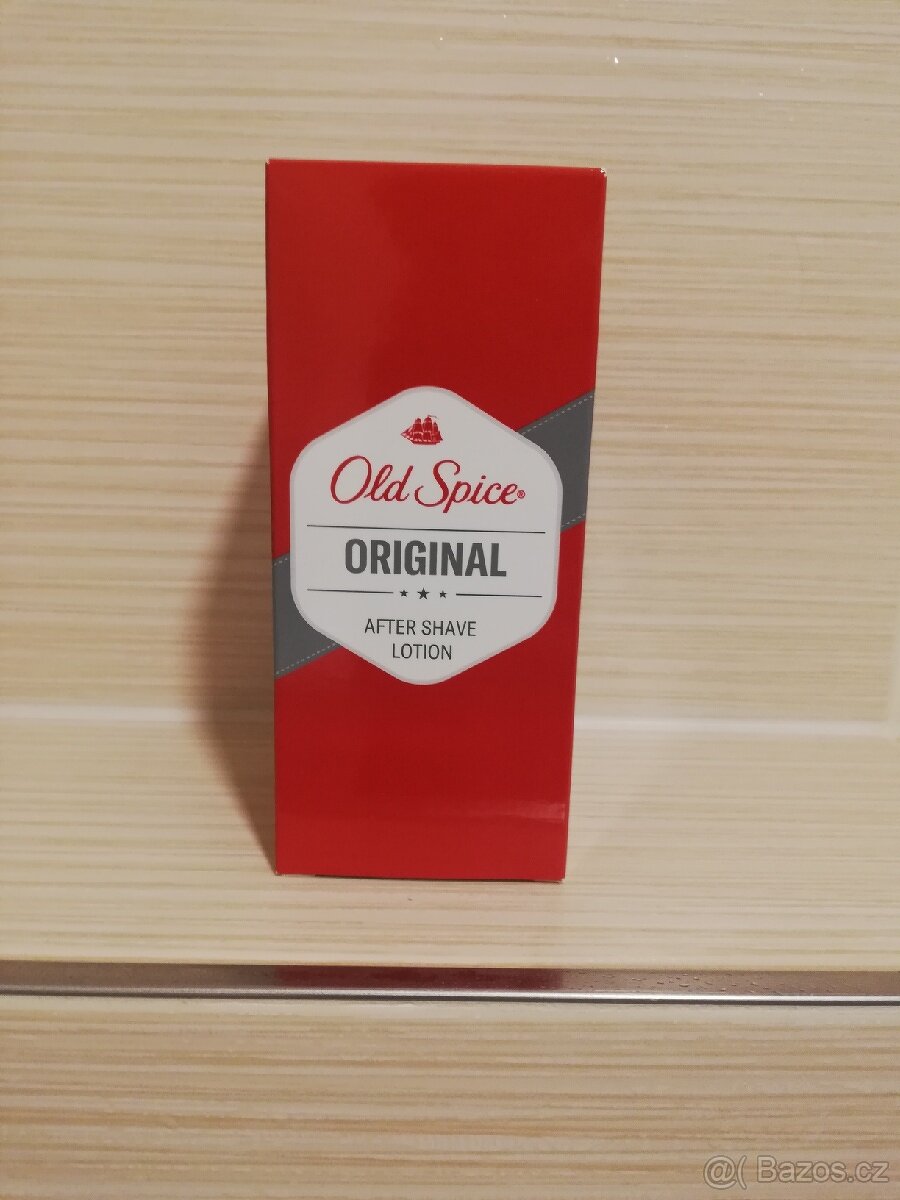 Old Spice®
ORIGINAL
AFTER SHAVE
LOTION
@( Bazos.cz